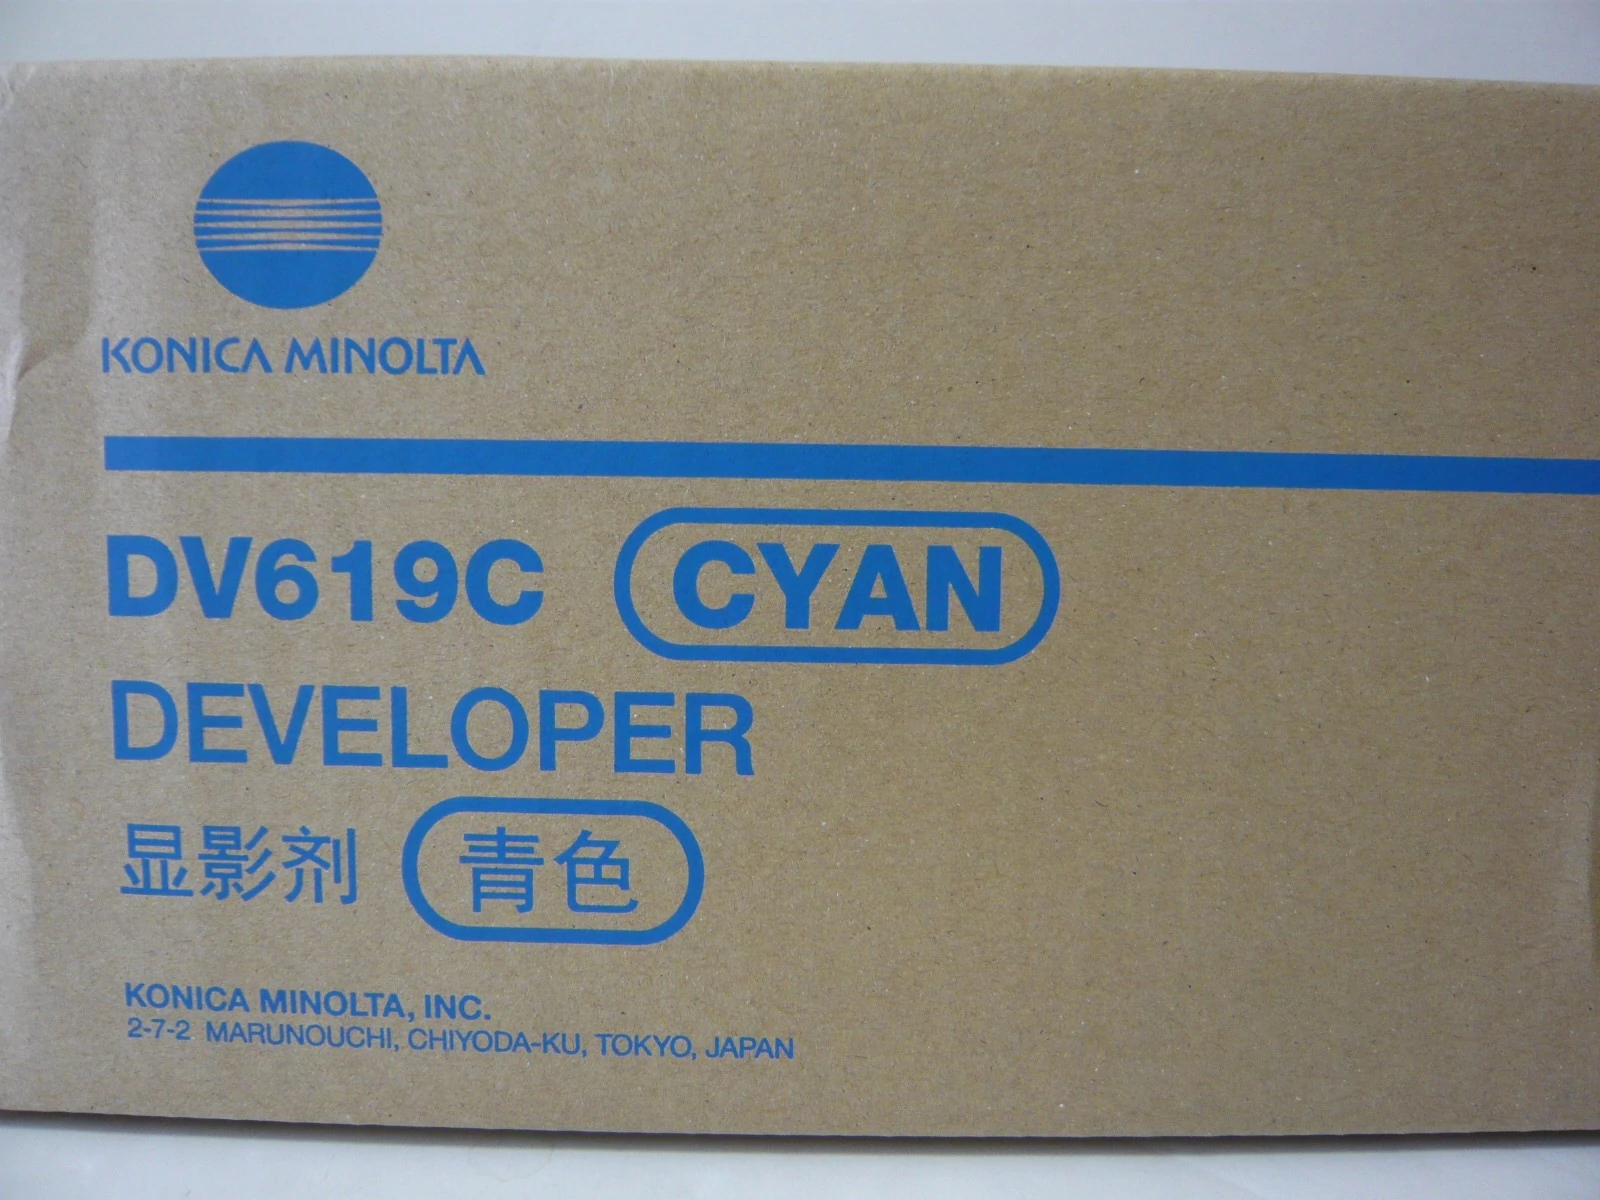 KONICA MINOLTA
DV619C CYAN
DEVELOPER
显影剂 青色
KONICA MINOLTA, INC.
2-7-2 MARUNOUCHI, CHIYODA-KU, TOKYO, JAPAN